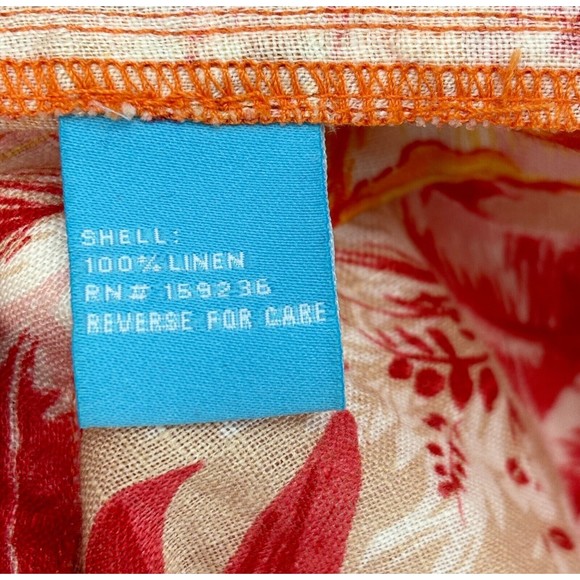 SHELL:
100% LINEN
RN# 159236
REVERSE FOR CARE